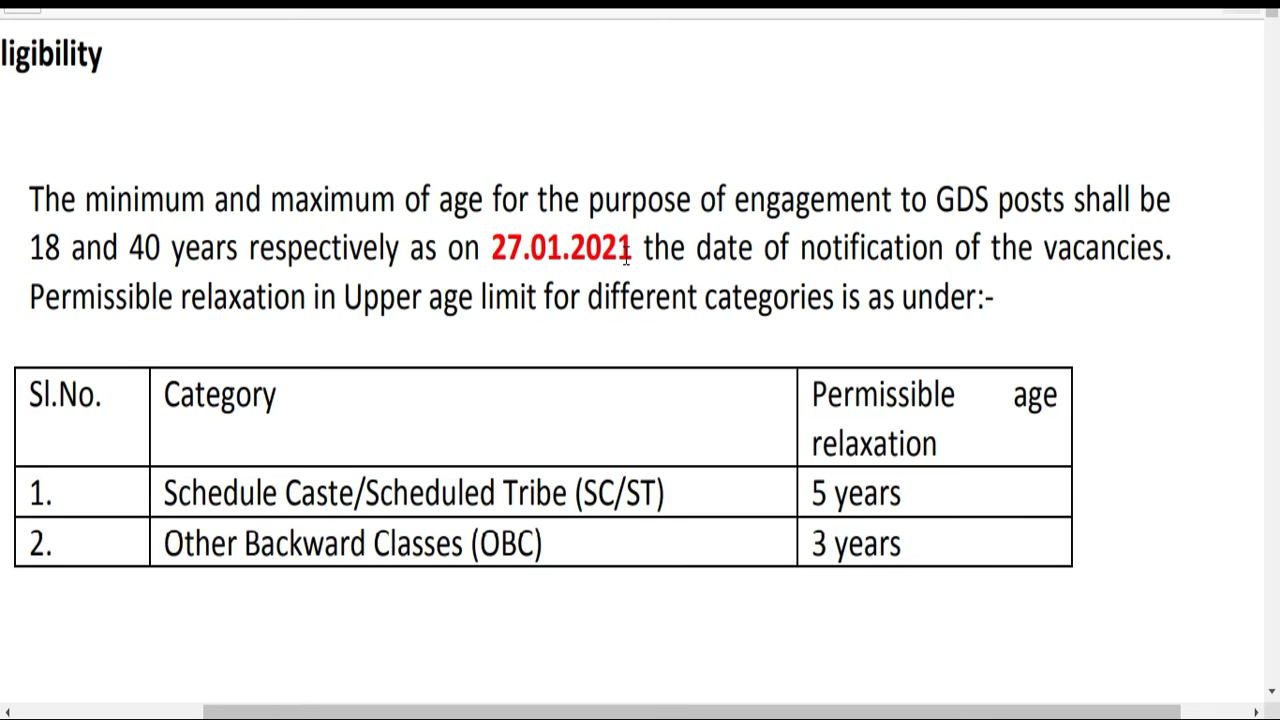 ligibility
The minimum and maximum of age for the purpose of engagement to GDS posts shall be
18 and 40 years respectively as on 27.01.2021 the date of notification of the vacancies.
Permissible relaxation in Upper age limit for different categories is as under:-
Sl.No. Category Permissible age
relaxation
1. Schedule Caste/Scheduled Tribe (SC/ST) 5 years
2. Other Backward Classes (OBC) 3 years